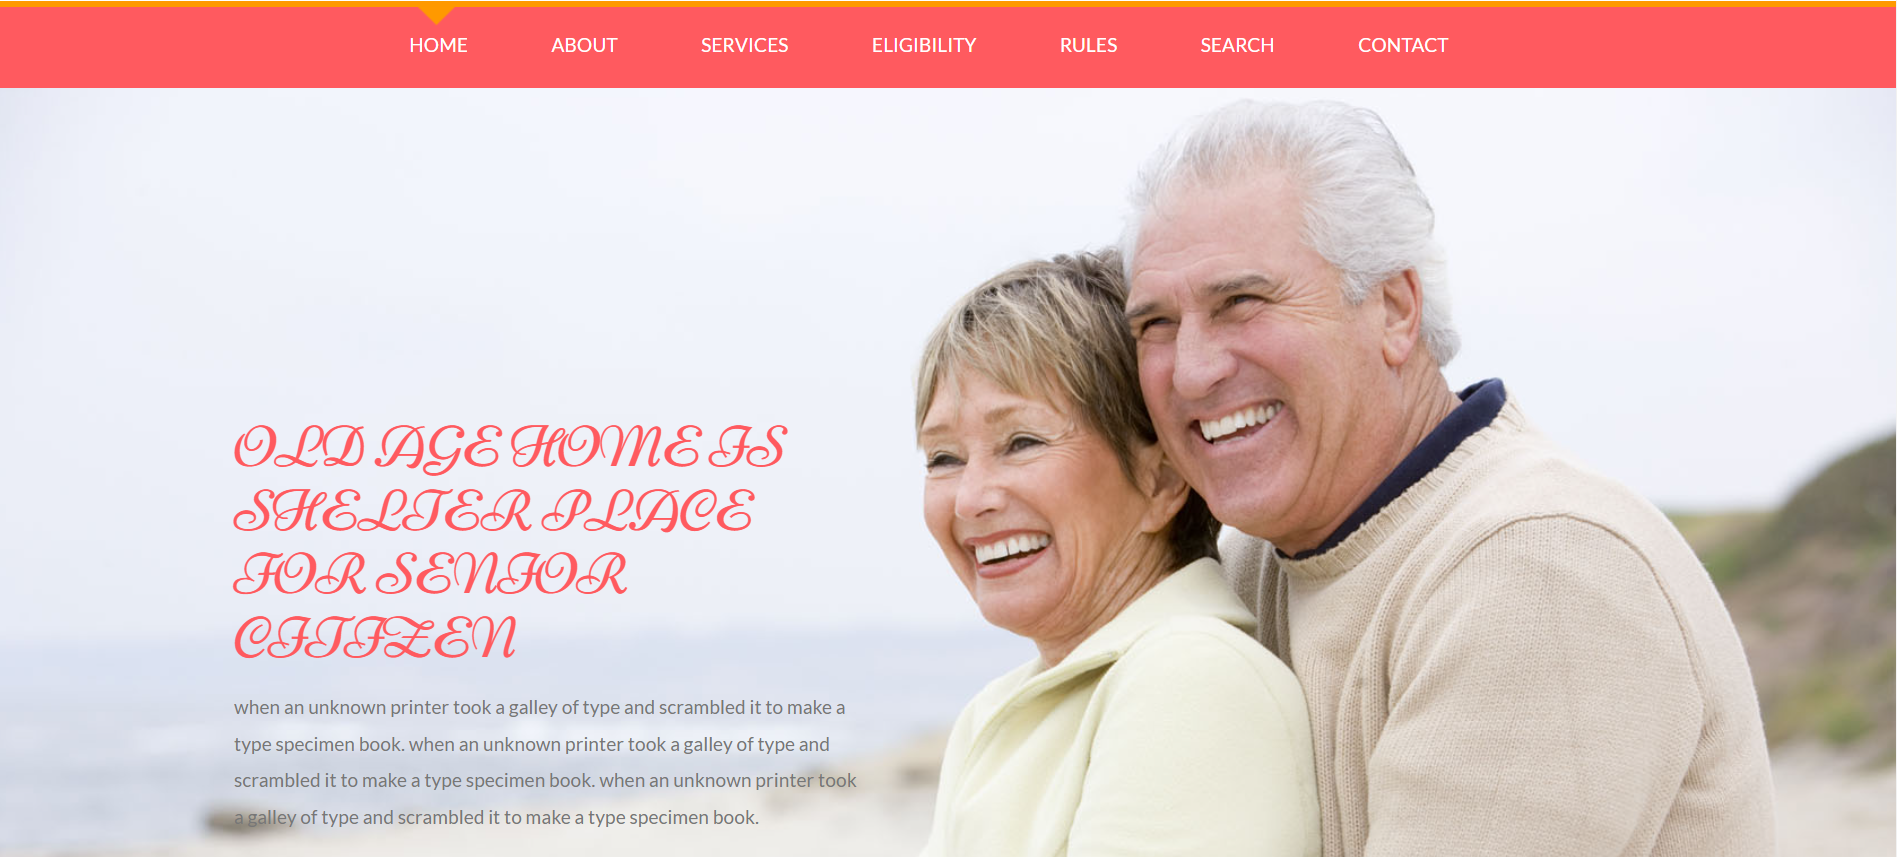 HOME ABOUT SERVICES ELIGIBILITY RULES SEARCH CONTACT
OLD AGE HOME IS
SHELTER PLACE
FOR SENIOR
CITIZEN
when an unknown printer took a galley of type and scrambled it to make a
type specimen book. when an unknown printer took a galley of type and
scrambled it to make a type specimen book. when an unknown printer took
a galley of type and scrambled it to make a type specimen book.